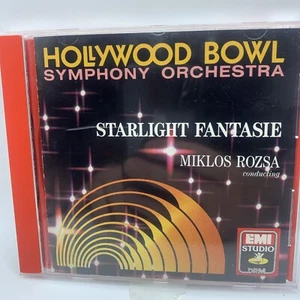 HOLLYWOOD BOWL
SYMPHONY ORCHESTRA
STARLIGHT FANTASIE
MIKLOS ROZSA
conducting
EMI
STUDIO
DRM